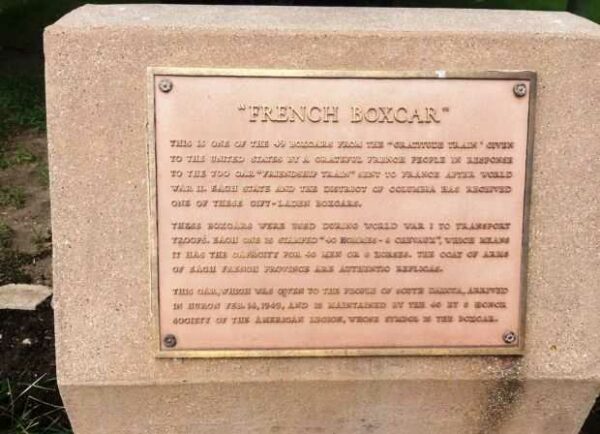 "FRENCH BOXCAR"
THIS IS ONE OF THE 49 BOXCARS FROM THE "GRATITUDE TRAIN" GIVEN
TO THE UNITED STATES BY A GRATEFUL FRENCH PEOPLE IN RESPONSE
TO THE 700 CAR "FRIENDSHIP TRAIN" SENT TO FRANCE AFTER WORLD
WAR II. EACH STATE AND THE DISTRICT OF COLUMBIA HAS RECEIVED
ONE OF THESE GIFT-LADEN BOXCARS.
THESE BOXCARS WERE USED DURING WORLD WAR I TO TRANSPORT
TROOPS. EACH ONE IS STAMPED "40 HOMMES - 8 CHEVAUX", WHICH MEANS
IT HAS THE CAPACITY FOR 40 MEN OR 8 HORSES. THE COAT OF ARMS
OF EACH FRENCH PROVINCE ARE AUTHENTIC REPLICAS.
THIS CAR, WHICH WAS GIVEN TO THE PEOPLE OF SOUTH DAKOTA, ARRIVED
IN HURON FEB. 14, 1949, AND IS MAINTAINED BY THE 40 BY 8 HONOR
SOCIETY OF THE AMERICAN LEGION, WHOSE SYMBOL IS THE BOXCAR.